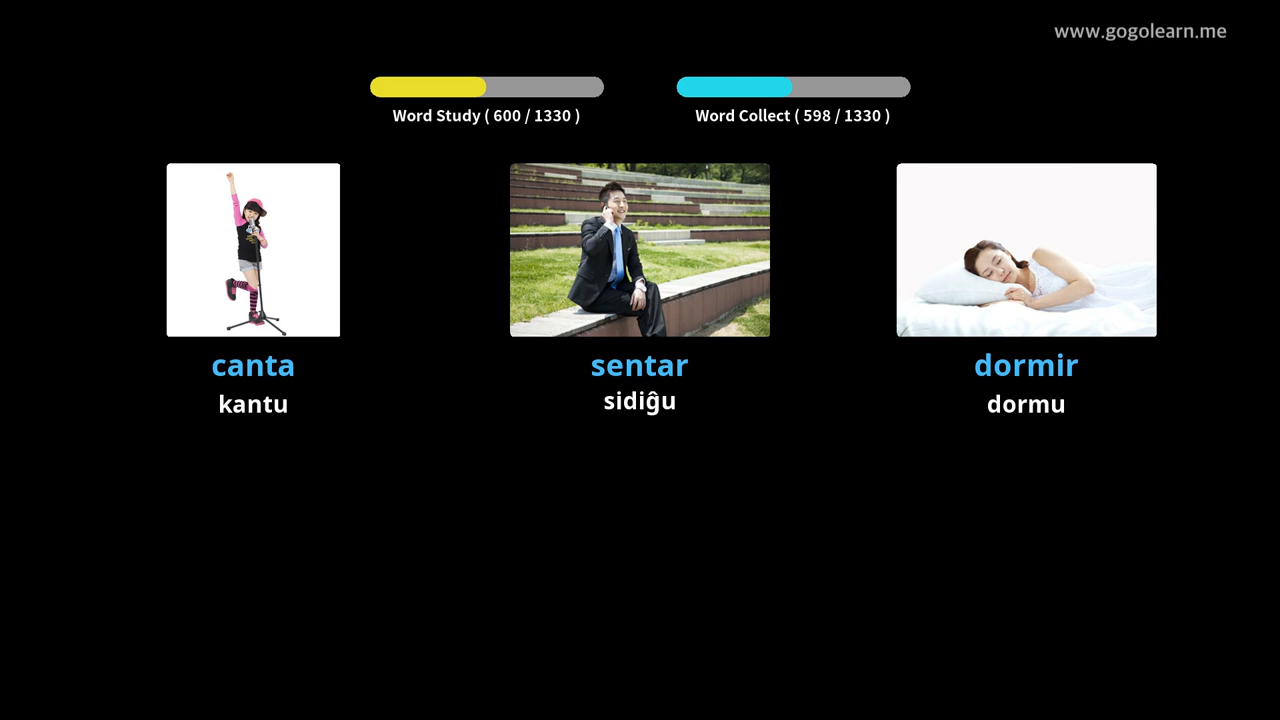 www.gogolearn.me
Word Study ( 600 / 1330 )
Word Collect ( 598 / 1330 )
canta
sentar
dormir
kantu
sidiĝu
dormu